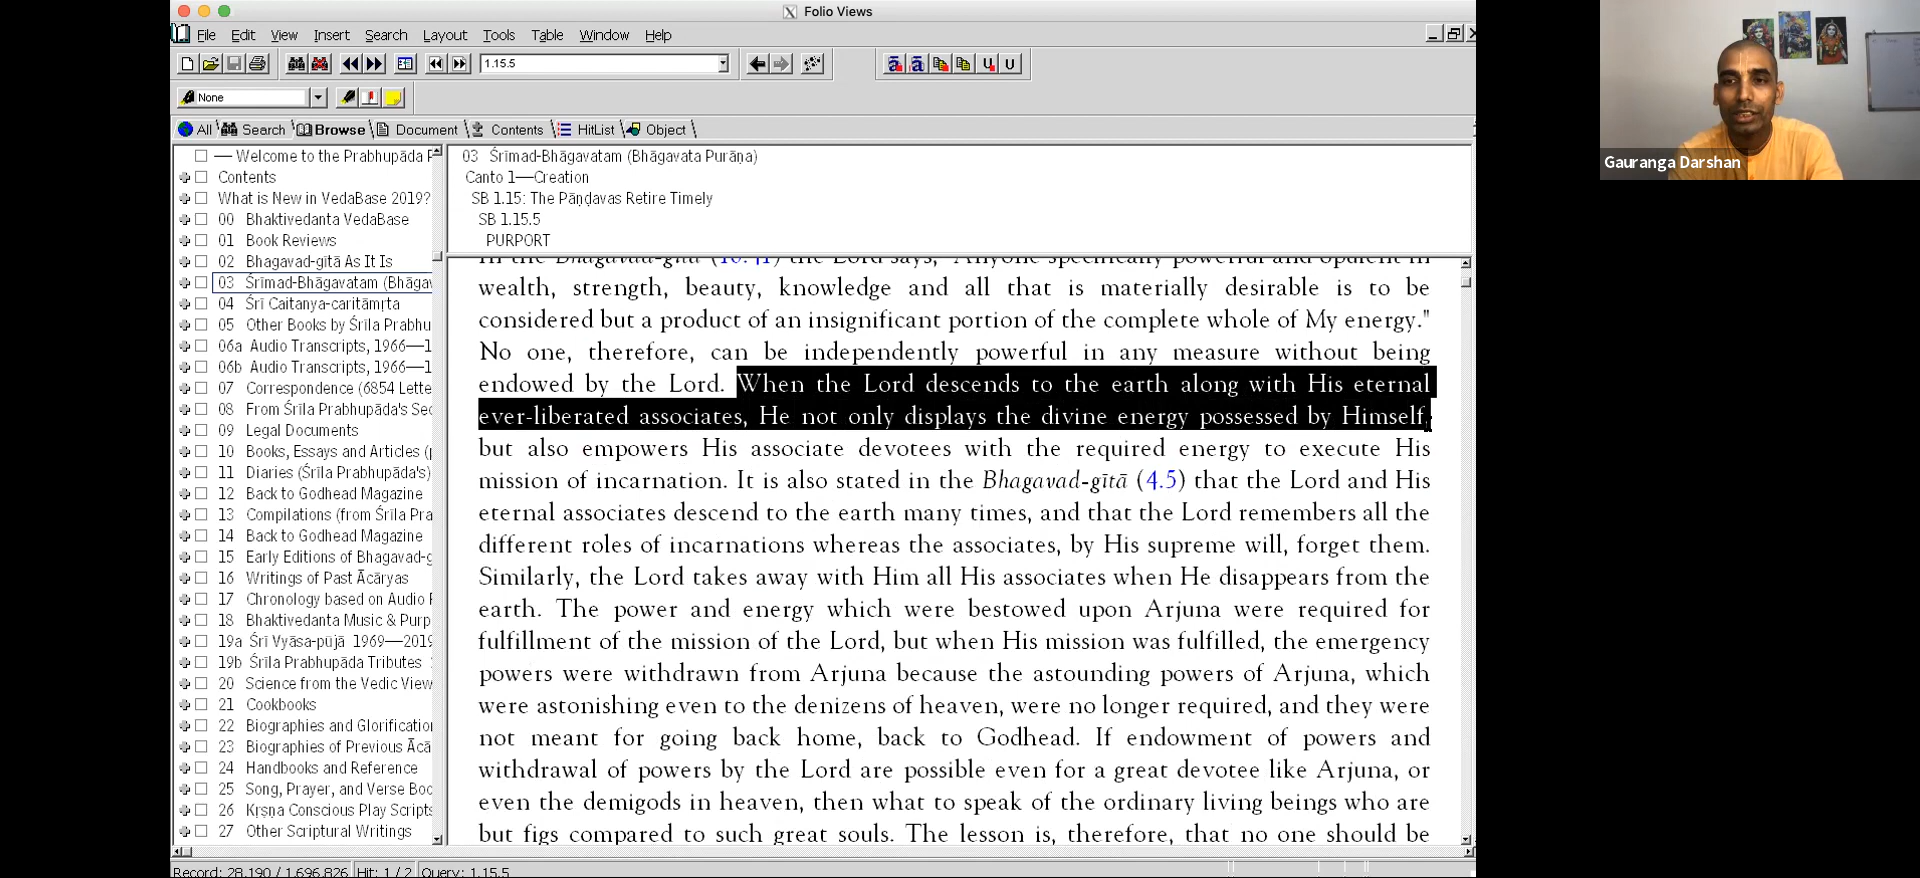 Folio Views
File Edit View Insert Search Layout Tools Table Window Help
1.15.5
None
All Search Browse Document Contents HitList Object
— Welcome to the Prabhupāda
Contents
What is New in VedaBase 2019?
00 Bhaktivedanta VedaBase
01 Book Reviews
02 Bhagavad-gītā As It Is
03 Śrīmad-Bhāgavatam (Bhāgav
04 Śrī Caitanya-caritāmṛta
05 Other Books by Śrīla Prabhu
06a Audio Transcripts, 1966—1
06b Audio Transcripts, 1966—1
07 Correspondence (6854 Lette
08 From Śrīla Prabhupāda's Sec
09 Legal Documents
10 Books, Essays and Articles (
11 Diaries (Śrīla Prabhupāda's)
12 Back to Godhead Magazine
13 Compilations (from Śrīla Pra
14 Back to Godhead Magazine
15 Early Editions of Bhagavad-g
16 Writings of Past Ācāryas
17 Chronology based on Audio
18 Bhaktivedanta Music & Purp
19a Śrī Vyāsa-pūjā 1969—2019
19b Śrīla Prabhupāda Tributes
20 Science from the Vedic View
21 Cookbooks
22 Biographies and Glorification
23 Biographies of Previous Ācā
24 Handbooks and Reference
25 Song, Prayer, and Verse Boo
26 Kṛṣṇa Conscious Play Scripts
27 Other Scriptural Writings
03 Śrīmad-Bhāgavatam (Bhāgavata Purāṇa)
Canto 1—Creation
SB 1.15: The Pāṇḍavas Retire Timely
SB 1.15.5
PURPORT
In the Bhagavad-gītā (10.41) the Lord says, "Anyone specifically powerful and opulent in
wealth, strength, beauty, knowledge and all that is materially desirable is to be
considered but a product of an insignificant portion of the complete whole of My energy."
No one, therefore, can be independently powerful in any measure without being
endowed by the Lord. When the Lord descends to the earth along with His eternal
ever-liberated associates, He not only displays the divine energy possessed by Himself,
but also empowers His associate devotees with the required energy to execute His
mission of incarnation. It is also stated in the Bhagavad-gītā (4.5) that the Lord and His
eternal associates descend to the earth many times, and that the Lord remembers all the
different roles of incarnations whereas the associates, by His supreme will, forget them.
Similarly, the Lord takes away with Him all His associates when He disappears from the
earth. The power and energy which were bestowed upon Arjuna were required for
fulfillment of the mission of the Lord, but when His mission was fulfilled, the emergency
powers were withdrawn from Arjuna because the astounding powers of Arjuna, which
were astonishing even to the denizens of heaven, were no longer required, and they were
not meant for going back home, back to Godhead. If endowment of powers and
withdrawal of powers by the Lord are possible even for a great devotee like Arjuna, or
even the demigods in heaven, then what to speak of the ordinary living beings who are
but figs compared to such great souls. The lesson is, therefore, that no one should be
Record: 28,190 / 1,696,826 Hit: 1 / 2 Query: 1.15.5
Gauranga Darshan